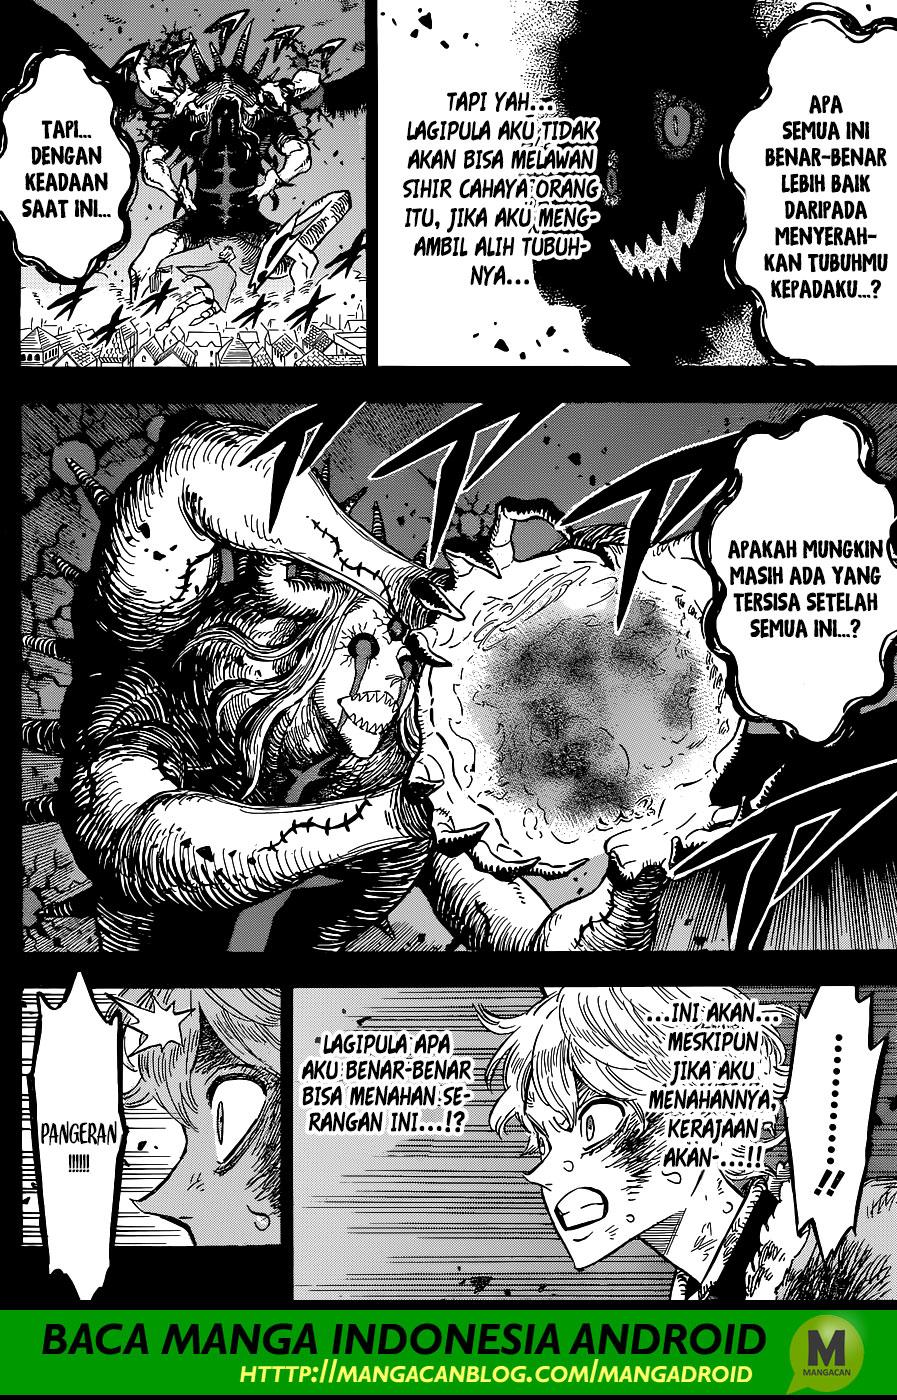 APA
SEMUA INI
BENAR-BENAR
LEBIH BAIK
DARIPADA
MENYERAH-
KAN TUBUHMU
KEPADAKU...?
TAPI YAH...
LAGIPULA AKU TIDAK
AKAN BISA MELAWAN
SIHIR CAHAYA ORANG
ITU, JIKA AKU MENG-
AMBIL ALIH TUBUH-
NYA...
TAPI...
DENGAN
KEADAAN
SAAT INI...
APAKAH MUNGKIN
MASIH ADA YANG
TERSISA SETELAH
SEMUA INI...?
..........!!
...INI AKAN...
MESKIPUN
JIKA AKU
MENAHANNYA,
KERAJAAN
AKAN-...!!
LAGIPULA APA
AKU BENAR-BENAR
BISA MENAHAN SE-
RANGAN INI...!?
PANGERAN
!!!!!!
BACA MANGA INDONESIA ANDROID
HTTTP://MANGACANBLOG.COM/MANGADROID
M
MANGACAN